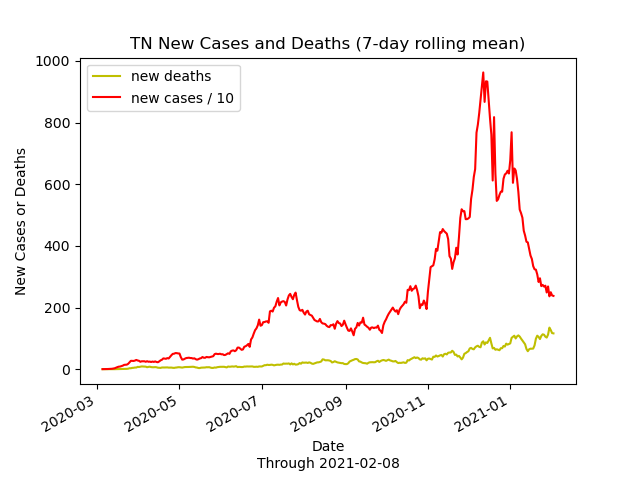 TN New Cases and Deaths (7-day rolling mean)
new deaths
new cases / 10
New Cases or Deaths
1000
800
600
400
200
0
2020-03
2020-05
2020-07
2020-09
2020-11
2021-01
Date
Through 2021-02-08